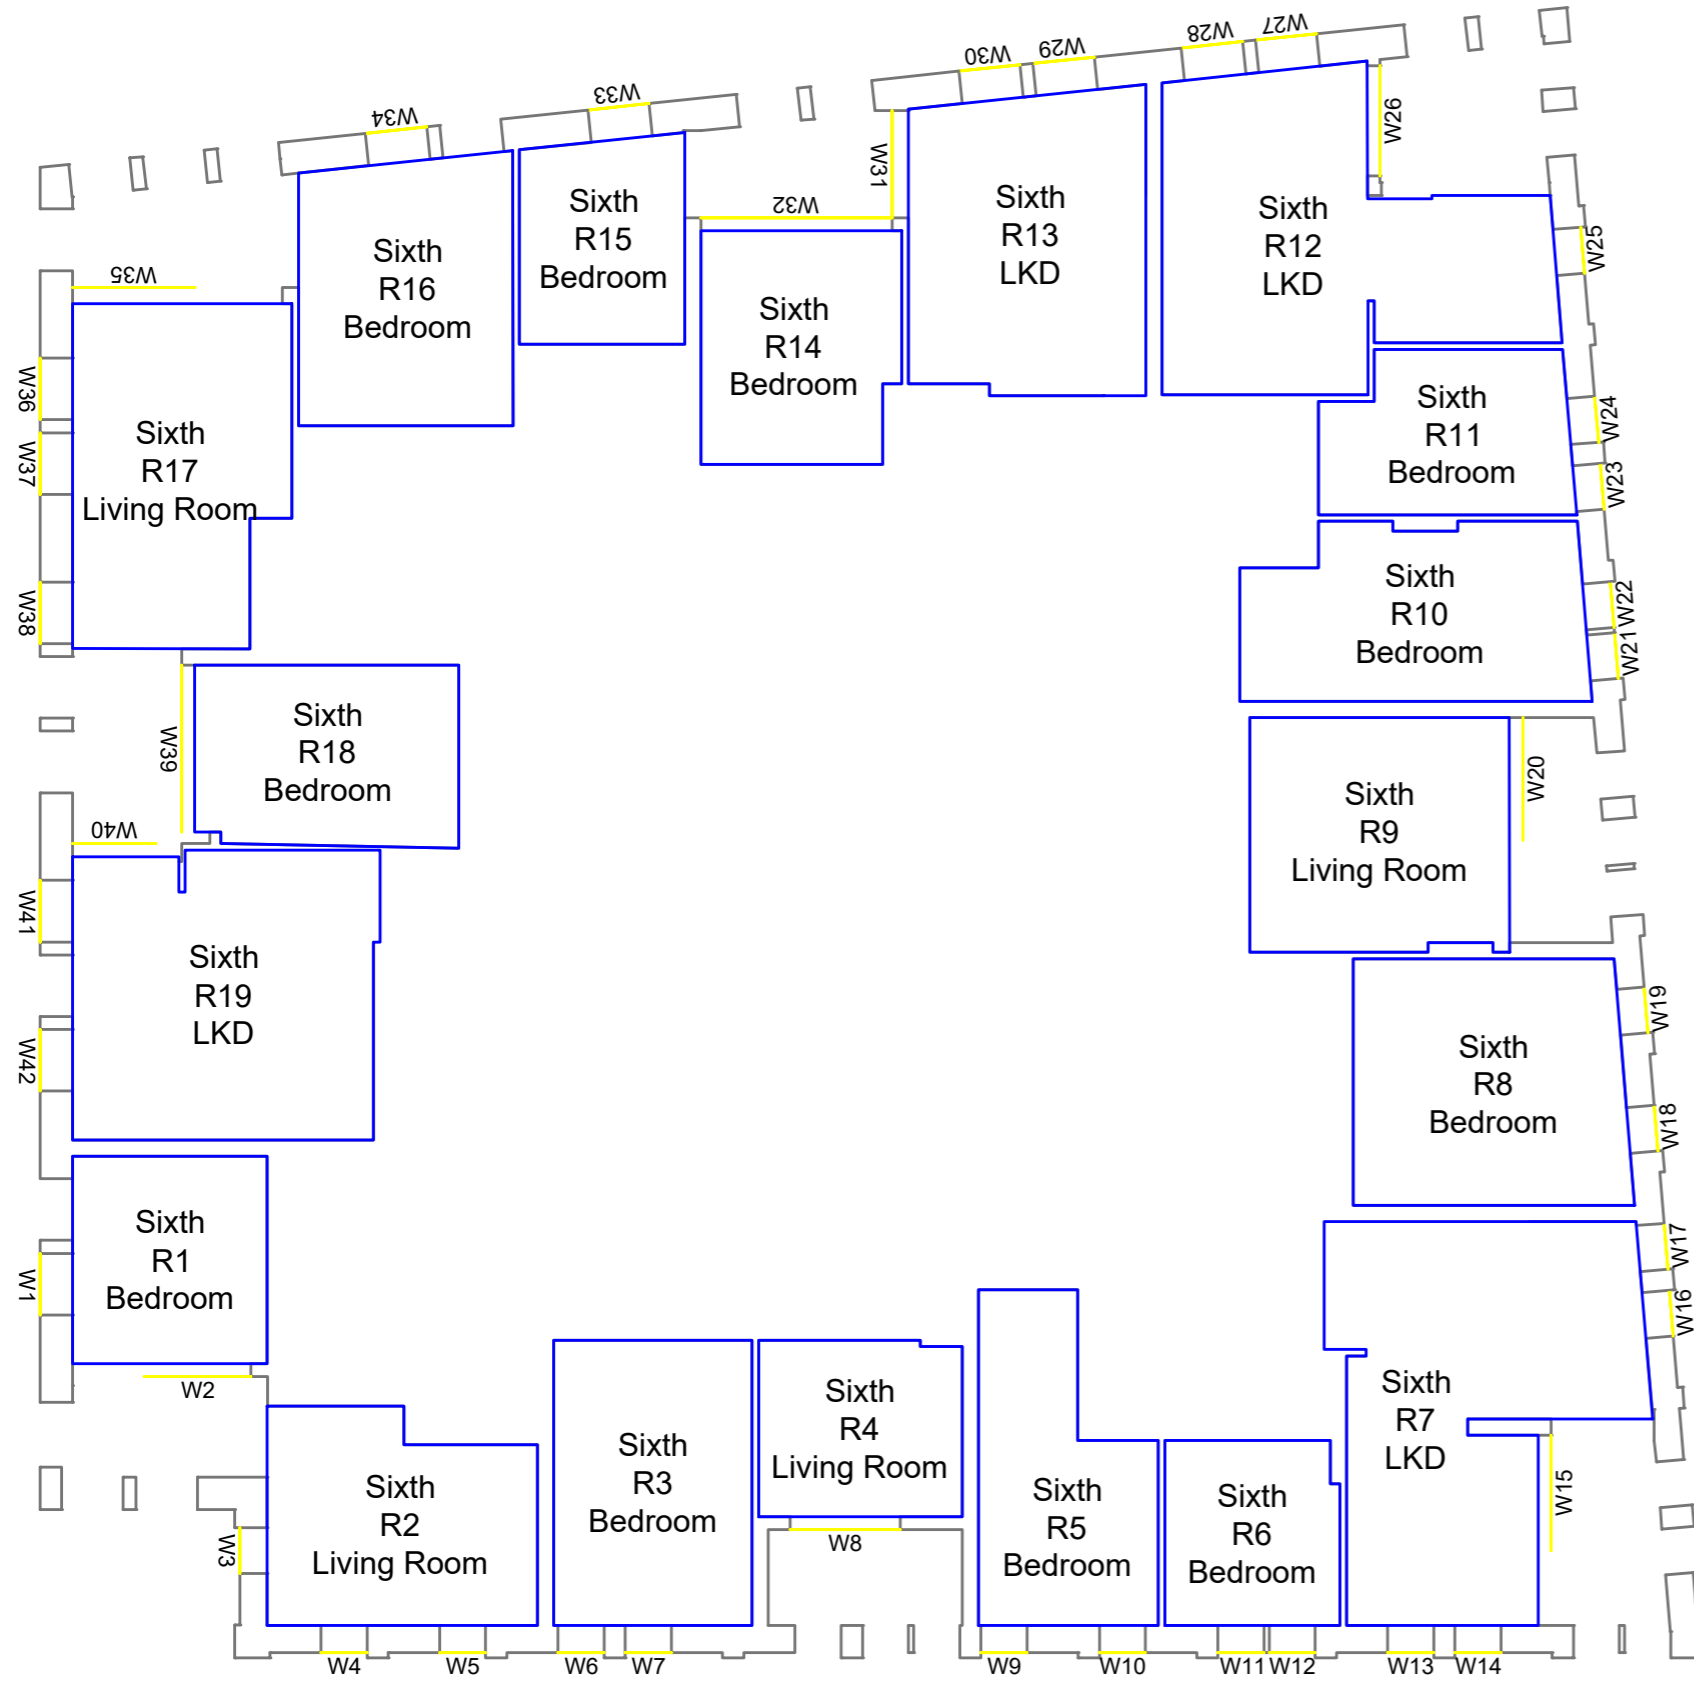 W27
W28
W29
W30
W33
W34
W26
W31
W32
Sixth
R16
Bedroom
Sixth
R15
Bedroom
Sixth
R13
LKD
Sixth
R12
LKD
W25
W35
Sixth
R14
Bedroom
W36
W37
Sixth
R17
Living Room
Sixth
R11
Bedroom
W24
W23
W38
Sixth
R10
Bedroom
W22
W21
W39
Sixth
R18
Bedroom
Sixth
R9
Living Room
W20
W40
W41
Sixth
R19
LKD
W42
Sixth
R8
Bedroom
W19
W18
W1
Sixth
R1
Bedroom
W17
W16
W2
Sixth
R7
LKD
W15
W3
Sixth
R2
Living Room
Sixth
R3
Bedroom
Sixth
R4
Living Room
W8
Sixth
R5
Bedroom
Sixth
R6
Bedroom
W4
W5
W6
W7
W9
W10
W11
W12
W13
W14